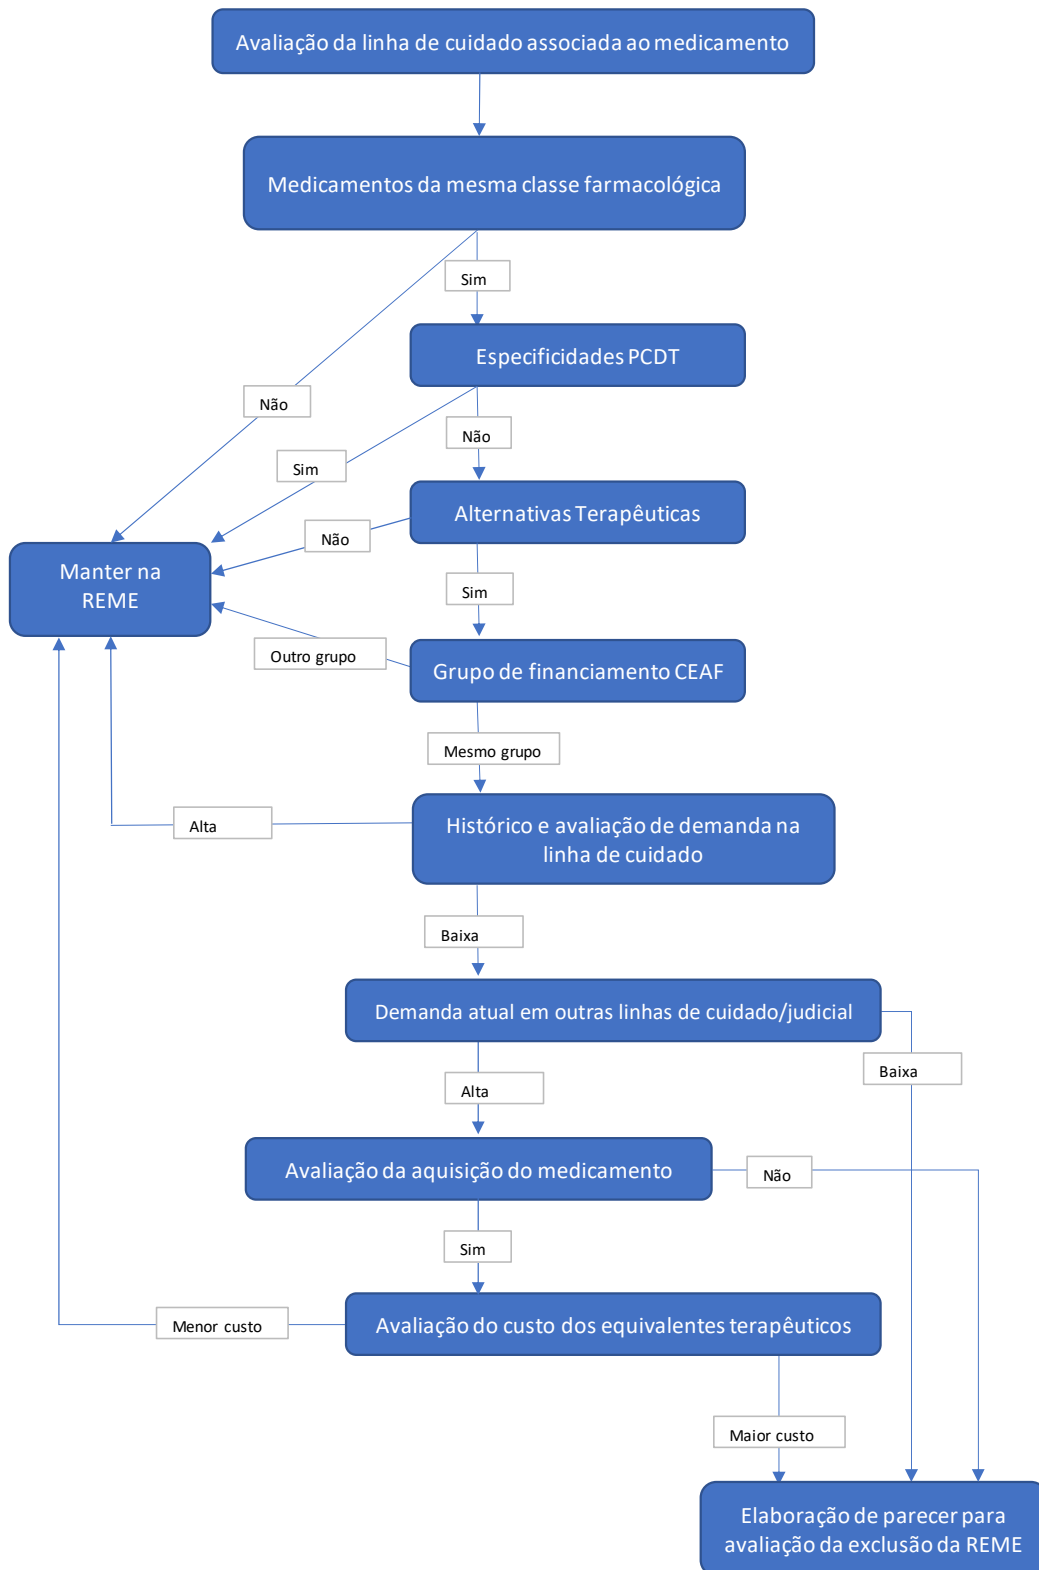 Avaliação da linha de cuidado associada ao medicamento
Medicamentos da mesma classe farmacológica
Sim
Não
Especificidades PCDT
Não
Sim
Alternativas Terapêuticas
Não
Sim
Manter na
REME
Outro grupo
Grupo de financiamento CEAF
Mesmo grupo
Histórico e avaliação de demanda na
linha de cuidado
Alta
Baixa
Demanda atual em outras linhas de cuidado/judicial
Baixa
Alta
Avaliação da aquisição do medicamento
Não
Sim
Avaliação do custo dos equivalentes terapêuticos
Menor custo
Maior custo
Elaboração de parecer para
avaliação da exclusão da REME